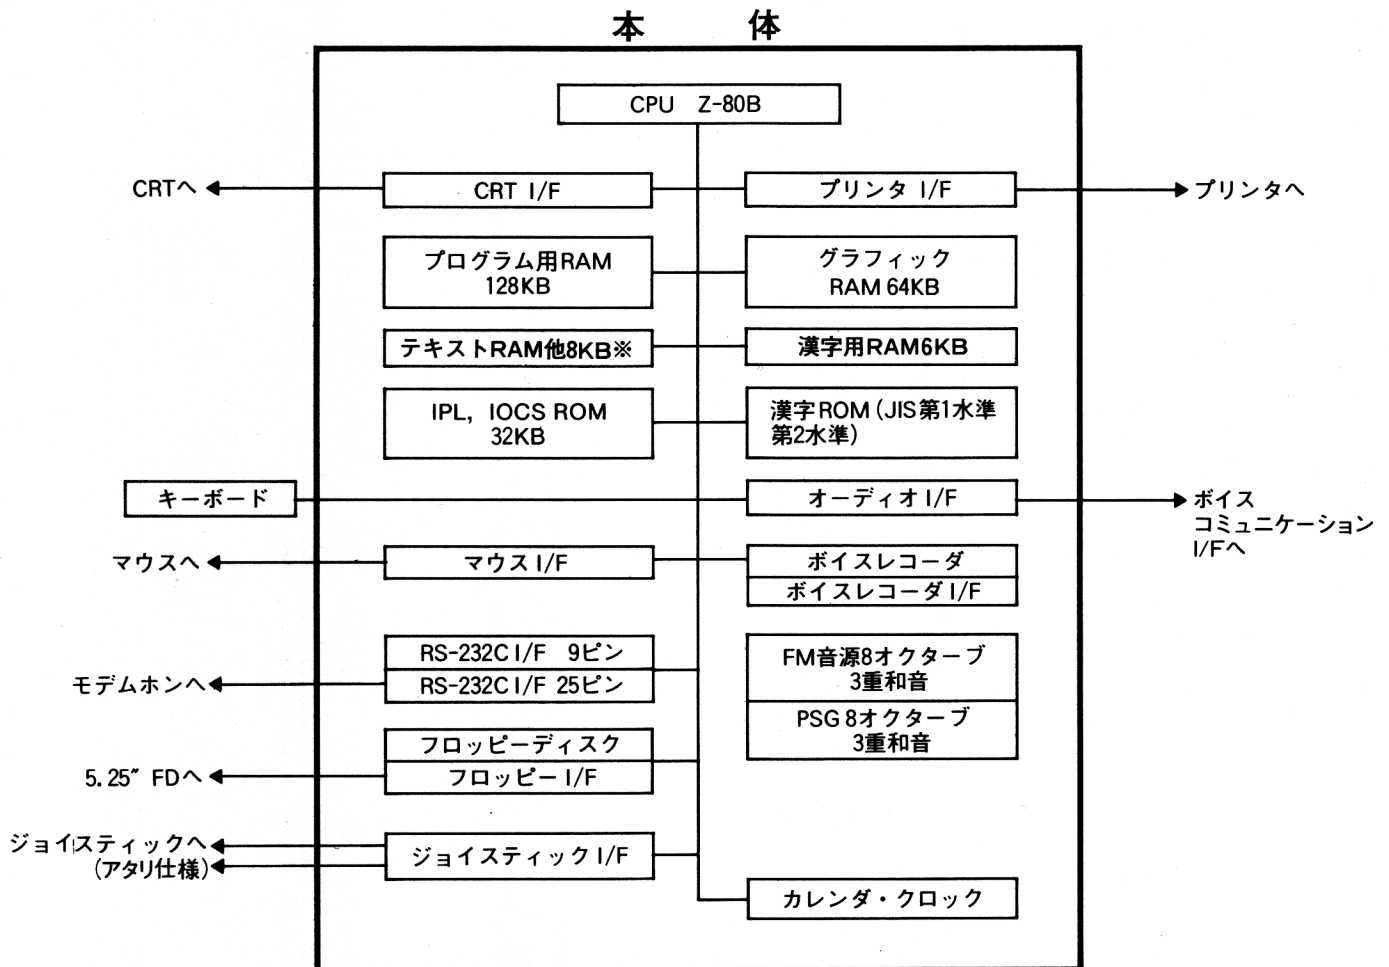 本 体
CPU Z-80B
CRTへ
CRT I/F
プリンタ I/F
プリンタへ
プログラム用RAM
128KB
グラフィック
RAM 64KB
テキストRAM他8KB※
漢字用RAM6KB
IPL, IOCS ROM
32KB
漢字ROM(JIS第1水準
第2水準)
キーボード
オーディオI/F
ボイス
コミュニケーション
I/Fへ
マウスへ
マウスI/F
ボイスレコーダ
ボイスレコーダI/F
RS-232C I/F 9ピン
モデムホンへ
RS-232C I/F 25ピン
FM音源8オクターブ
3重和音
PSG 8オクターブ
3重和音
フロッピーディスク
5.25″ FDへ
フロッピーI/F
ジョイスティックへ
(アタリ仕様)
ジョイスティックI/F
カレンダ・クロック